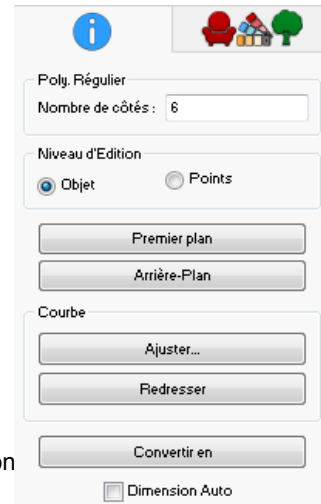 Poly. Régulier
Nombre de côtés : 6
Niveau d'Edition
Objet Points
Premier plan
Arrière-Plan
Courbe
Ajuster...
Redresser
on
Convertir en
Dimension Auto